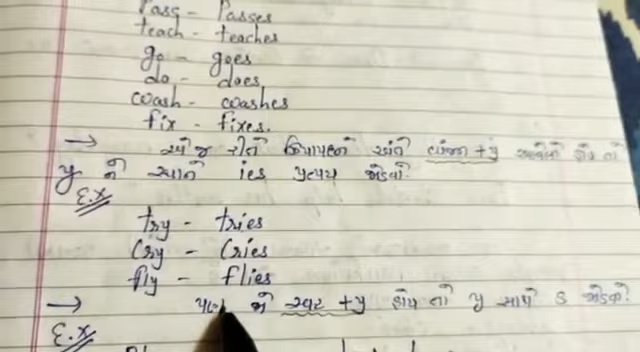 Pass - Passes
teach - teaches
go - goes
do - does
wash - washes
fix - fixes.
→ એ જ રીતે ક્રિયાપદને અંતે વ્યંજન + y આવેલો હોય તો
y ને સ્થાને ies પ્રત્યય જોડવો.
E.x
try - tries
Cry - Cries
fly - flies
→ પણ જો સ્વર + y હોય તો y સાથે s જોડવો.
E.x